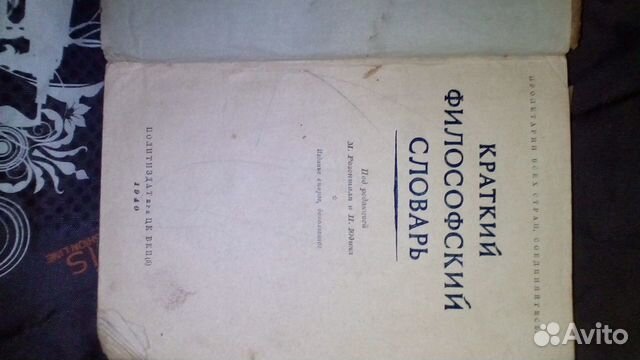 ПРОЛЕТАРИИ ВСЕХ СТРАН, СОЕДИНЯЙТЕСЬ
КРАТКИЙ
ФИЛОСОФСКИЙ
СЛОВАРЬ
Под редакцией
М. Розенталя и П. Юдина
Издание второе, дополненное
ПОЛИТИЗДАТ при ЦК ВКП(б)
1940
Avito